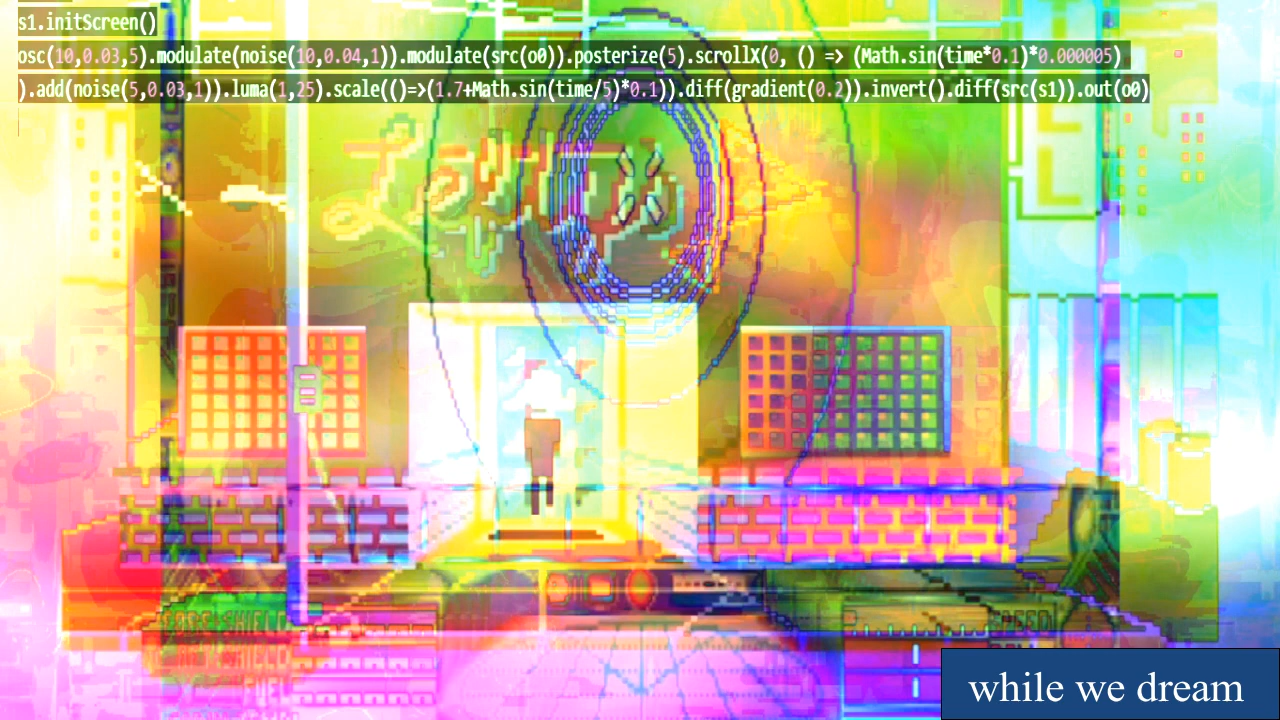 s1.initScreen()
osc(10,0.03,5).modulate(noise(10,0.04,1)).modulate(src(o0)).posterize(5).scrollX(0, () => (Math.sin(time*0.1)*0.000005)
).add(noise(5,0.03,1)).luma(1,25).scale(()=>(1.7+Math.sin(time/5)*0.1)).diff(gradient(0.2)).invert().diff(src(s1)).out(o0)
SPEED
while we dream